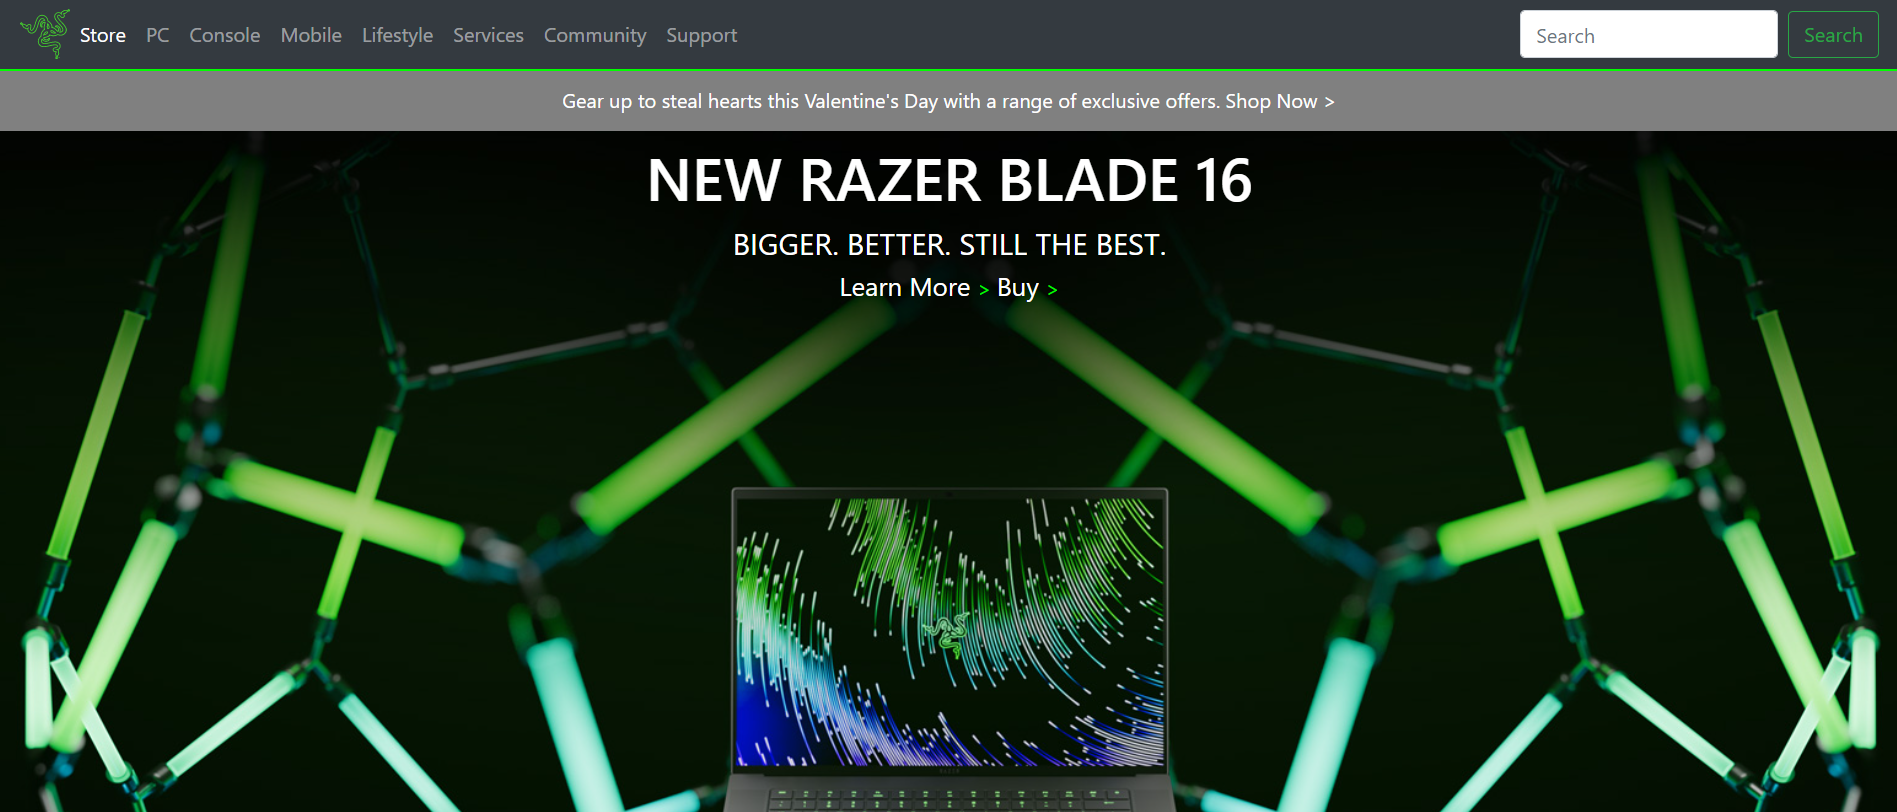 Store PC Console Mobile Lifestyle Services Community Support Search Search
Gear up to steal hearts this Valentine's Day with a range of exclusive offers. Shop Now >
NEW RAZER BLADE 16
BIGGER. BETTER. STILL THE BEST.
Learn More > Buy >
RAZER